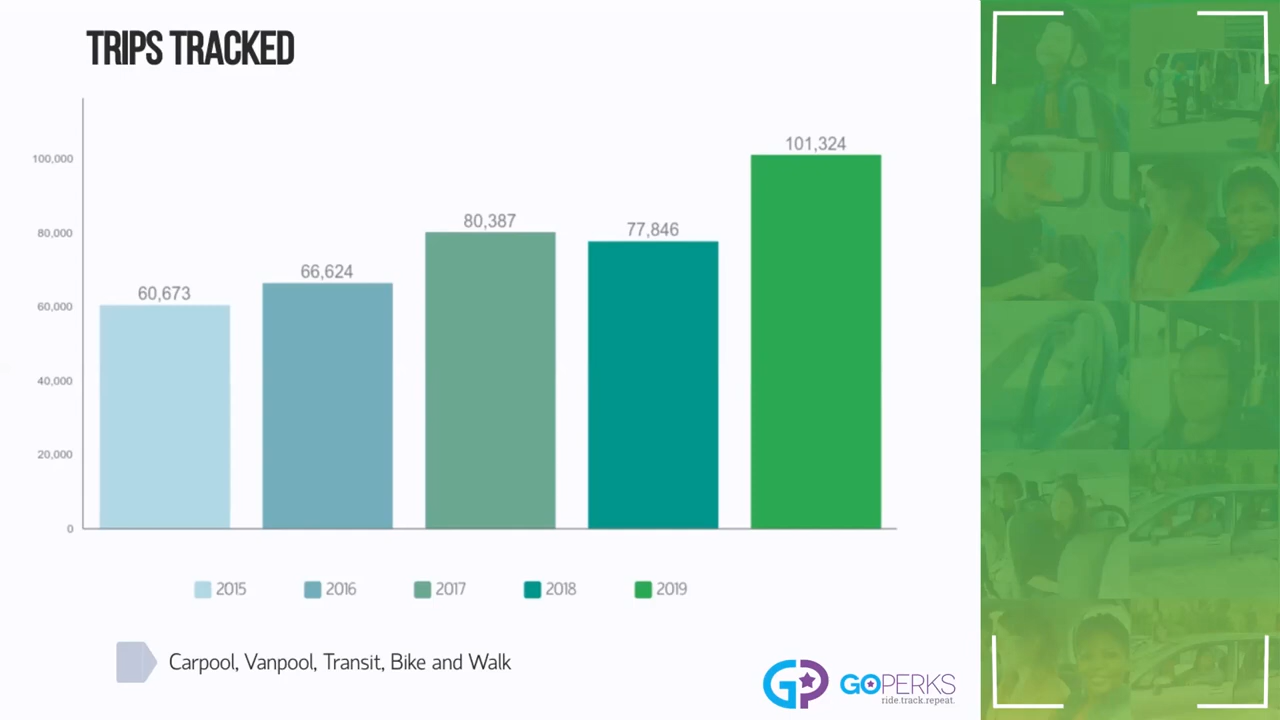 TRIPS TRACKED
100,000
80,000
60,000
40,000
20,000
0
60,673
66,624
80,387
77,846
101,324
2015 2016 2017 2018 2019
Carpool, Vanpool, Transit, Bike and Walk
GP GOPERKS
ride.track.repeat.